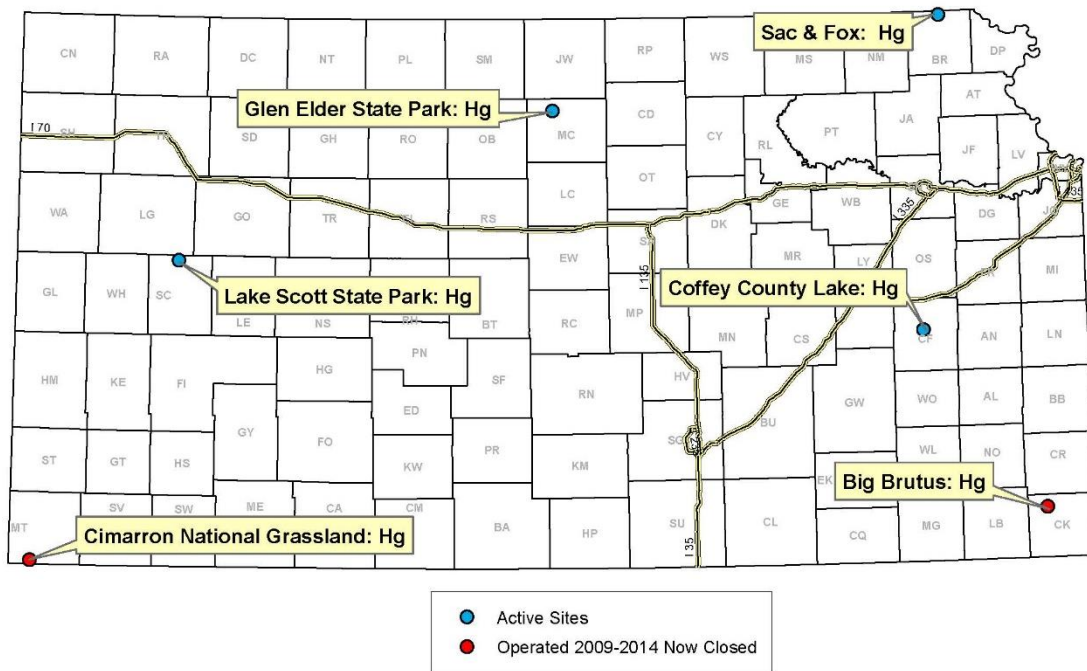 Sac & Fox: Hg
CN RA DC NT PL SM JW RP WS MS NM BR DP
Glen Elder State Park: Hg
I 70
SD GH RO OB MC CD CY RL PT JA AT JF LV
WA LG GO TR RS LC OT EW DK GE WB I 335 DG
I 135
MR LY OS MI
Coffey County Lake: Hg
GL WH SC
Lake Scott State Park: Hg
LE NS BT RC MP MN CS CF AN LN
HM KE FI HG PN SF RN HV GW WO AL BB
GY FO ED PR BU
ST GT HS KW KM WL NO CR
EK
Big Brutus: Hg
MT SV SW ME CA CM BA HP SU CL CQ MG LB CK
Cimarron National Grassland: Hg
I 35
Active Sites
Operated 2009-2014 Now Closed